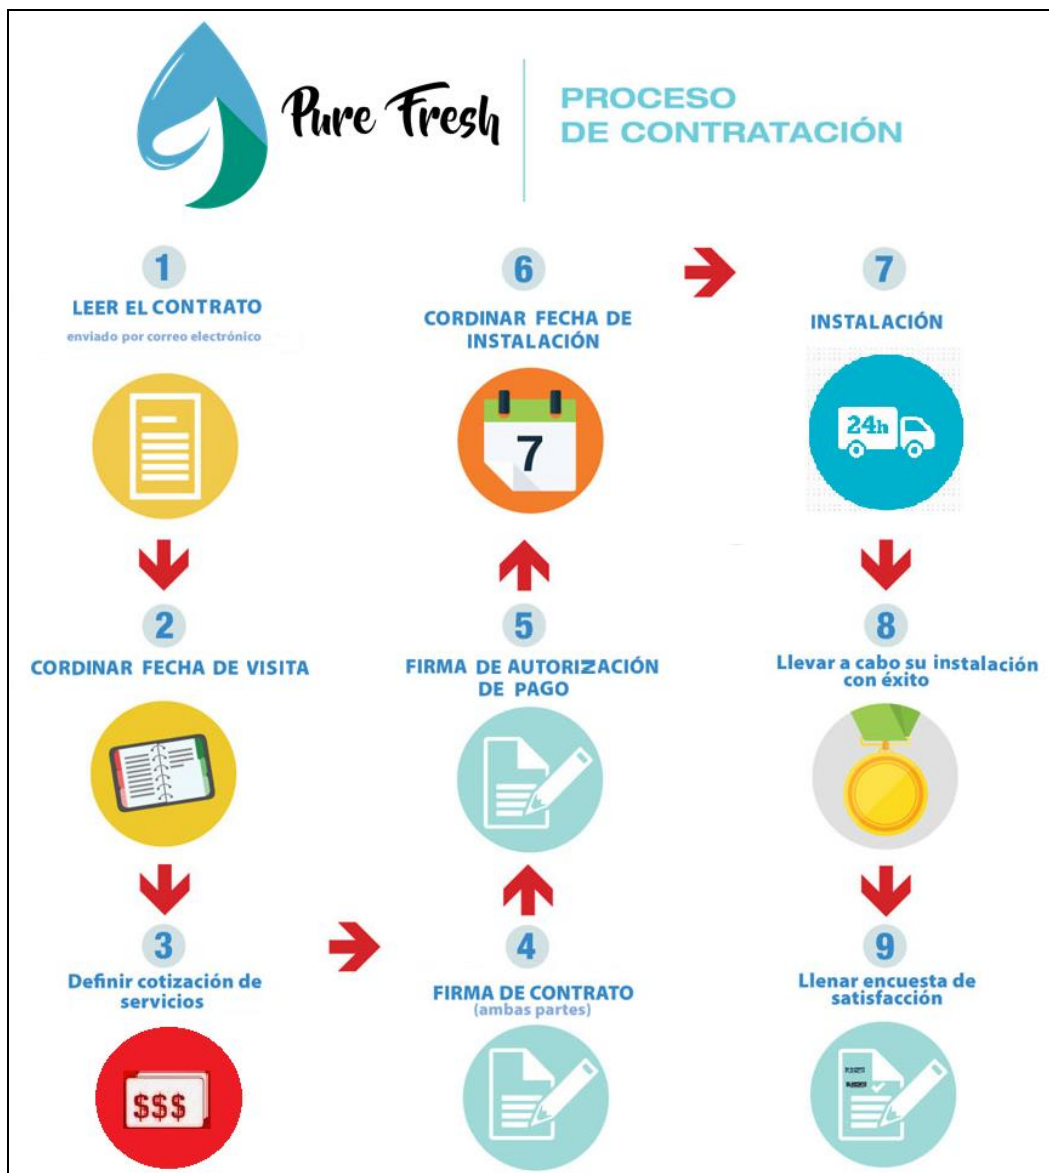 Pure Fresh
PROCESO
DE CONTRATACIÓN
1
LEER EL CONTRATO
enviado por correo electrónico
2
CORDINAR FECHA DE VISITA
3
Definir cotización de
servicios
$$$
4
FIRMA DE CONTRATO
(ambas partes)
5
FIRMA DE AUTORIZACIÓN
DE PAGO
6
CORDINAR FECHA DE
INSTALACIÓN
7
7
INSTALACIÓN
24h
8
Llevar a cabo su instalación
con éxito
9
Llenar encuesta de
satisfacción